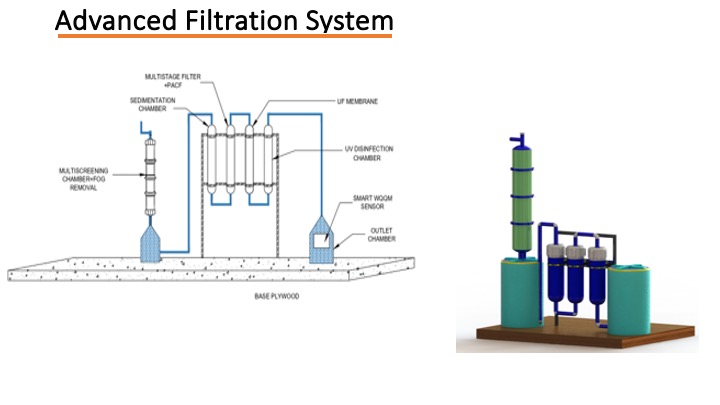 Advanced Filtration System
MULTISTAGE FILTER
+PACF
SEDIMENTATION
CHAMBER
UF MEMBRANE
UV DISINFECTION
CHAMBER
MULTISCREENING
CHAMBER+FOG
REMOVAL
SMART WQQM
SENSOR
OUTLET
CHAMBER
BASE PLYWOOD